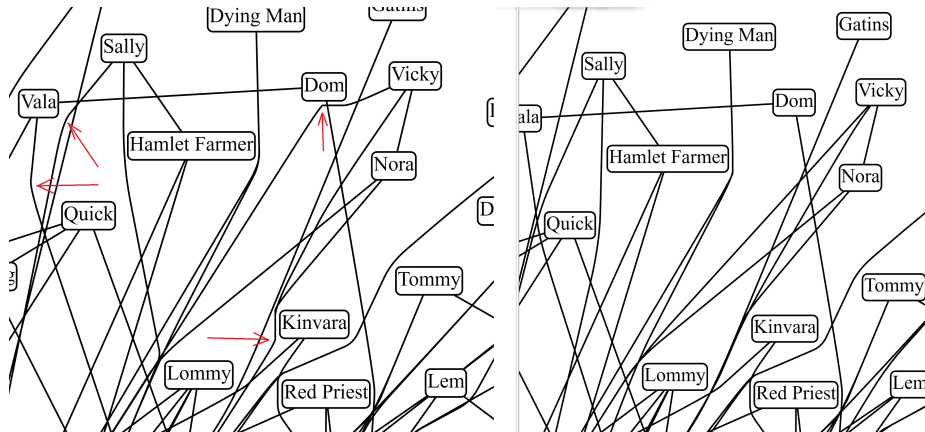 Dying Man
Gatins
Sally
Dom
Vicky
Vala
Hamlet Farmer
Nora
Quick
D
g
Tommy
Kinvara
Lommy
Red Priest
Lem
Gatins
Dying Man
Sally
Vicky
Dom
ala
Hamlet Farmer
Nora
Quick
Tommy
Kinvara
Lommy
Red Priest
Lem